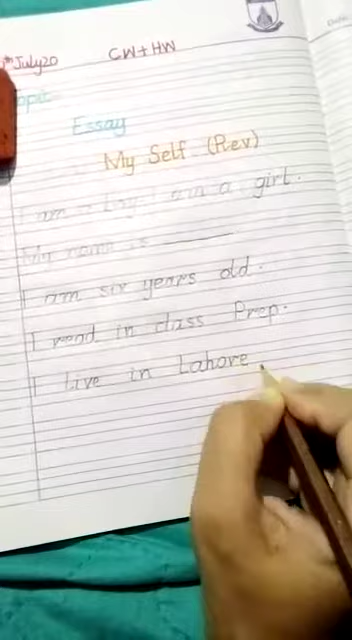 July20 CW+HW
Essay
My Self (Rev)
I am a boy. I am a girl.
My name is ______
I am six years old.
I read in class Prep.
I live in Lahore.